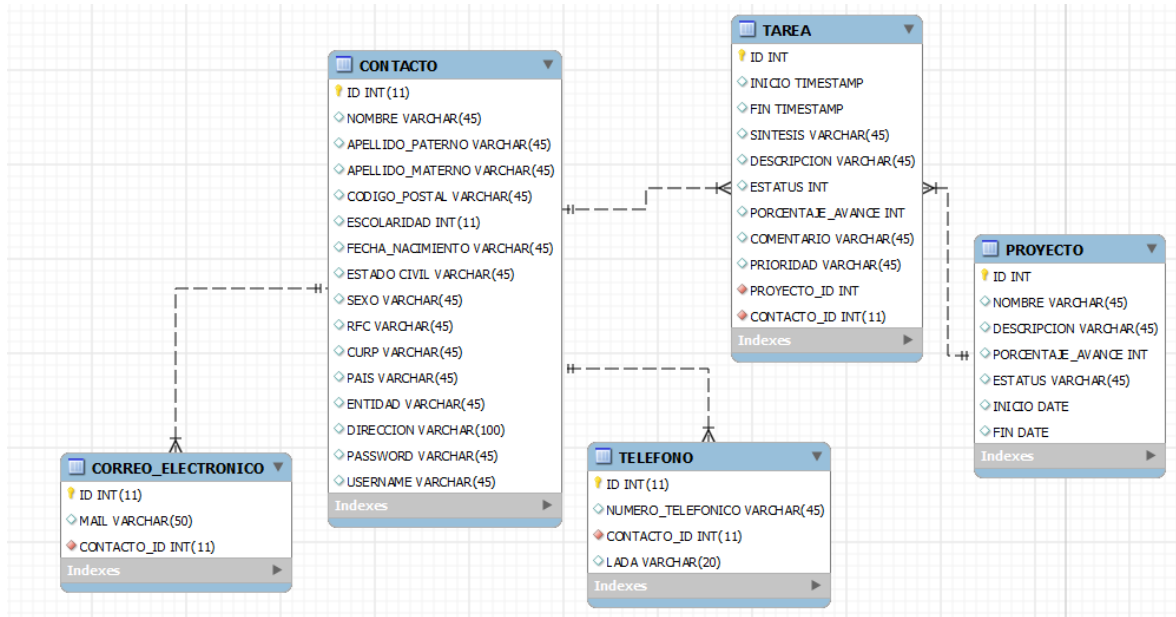 CONTACTO
ID INT(11)
NOMBRE VARCHAR(45)
APELLIDO_PATERNO VARCHAR(45)
APELLIDO_MATERNO VARCHAR(45)
CODIGO_POSTAL VARCHAR(45)
ESCOLARIDAD INT(11)
FECHA_NACIMIENTO VARCHAR(45)
ESTADO CIVIL VARCHAR(45)
SEXO VARCHAR(45)
RFC VARCHAR(45)
CURP VARCHAR(45)
PAIS VARCHAR(45)
ENTIDAD VARCHAR(45)
DIRECCION VARCHAR(100)
PASSWORD VARCHAR(45)
USERNAME VARCHAR(45)
Indexes
TAREA
ID INT
INICIO TIMESTAMP
FIN TIMESTAMP
SINTESIS VARCHAR(45)
DESCRIPCION VARCHAR(45)
ESTATUS INT
PORCENTAJE_AVANCE INT
COMENTARIO VARCHAR(45)
PRIORIDAD VARCHAR(45)
PROYECTO_ID INT
CONTACTO_ID INT(11)
Indexes
PROYECTO
ID INT
NOMBRE VARCHAR(45)
DESCRIPCION VARCHAR(45)
PORCENTAJE_AVANCE INT
ESTATUS VARCHAR(45)
INICIO DATE
FIN DATE
Indexes
CORREO_ELECTRONICO
ID INT(11)
MAIL VARCHAR(50)
CONTACTO_ID INT(11)
Indexes
TELEFONO
ID INT(11)
NUMERO_TELEFONICO VARCHAR(45)
CONTACTO_ID INT(11)
LADA VARCHAR(20)
Indexes